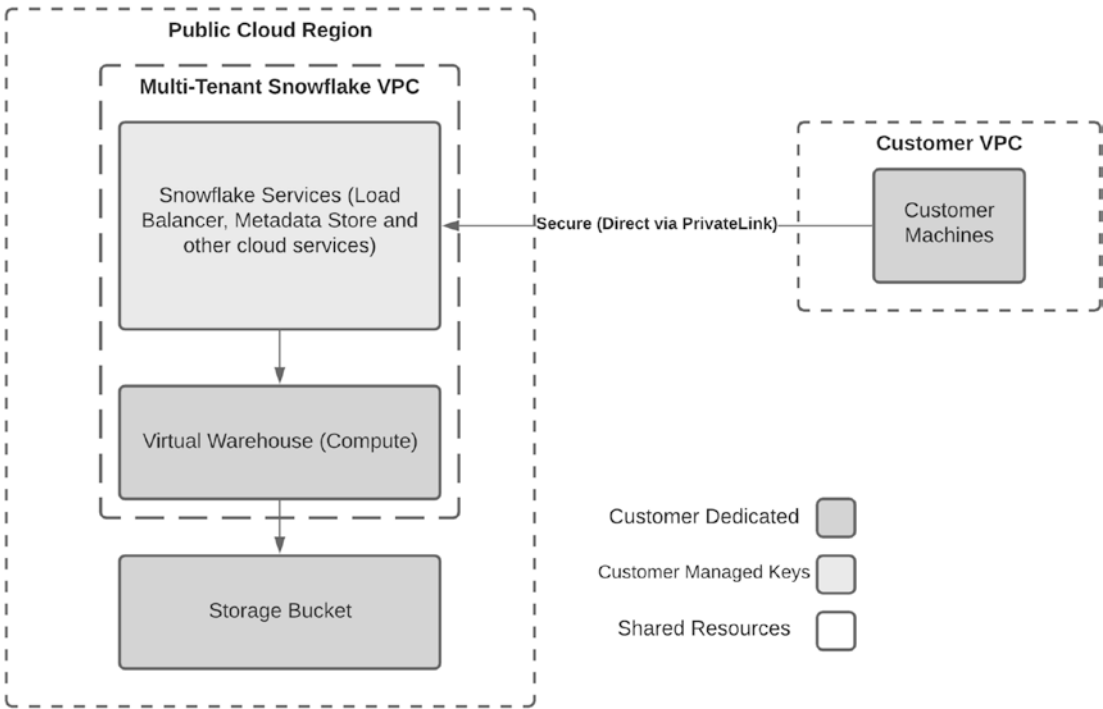 Public Cloud Region
Multi-Tenant Snowflake VPC
Snowflake Services (Load
Balancer, Metadata Store and
other cloud services)
Secure (Direct via PrivateLink)
Customer VPC
Customer
Machines
Virtual Warehouse (Compute)
Storage Bucket
Customer Dedicated
Customer Managed Keys
Shared Resources